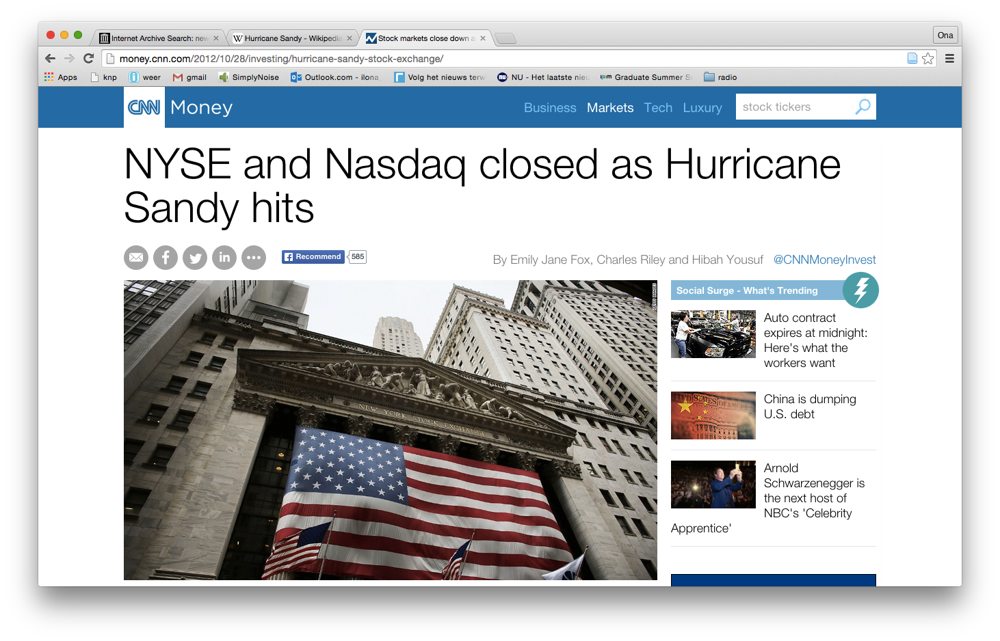 Internet Archive Search: new
Hurricane Sandy - Wikipedia
Stock markets close down a
Ona
money.cnn.com/2012/10/28/investing/hurricane-sandy-stock-exchange/
Apps knp weer gmail SimplyNoise Outlook.com - ilona Volg het nieuws terw NU - Het laatste nieu Graduate Summer Sc radio
CNN Money
Business Markets Tech Luxury stock tickers
NYSE and Nasdaq closed as Hurricane
Sandy hits
Recommend 585
By Emily Jane Fox, Charles Riley and Hibah Yousuf @CNNMoneyInvest
GETTY IMAGES
NEW YORK STOCK EXCHANGE
Social Surge - What's Trending
Auto contract
expires at midnight:
Here's what the
workers want
China is dumping
U.S. debt
Arnold
Schwarzenegger is
the next host of
NBC's 'Celebrity
Apprentice'